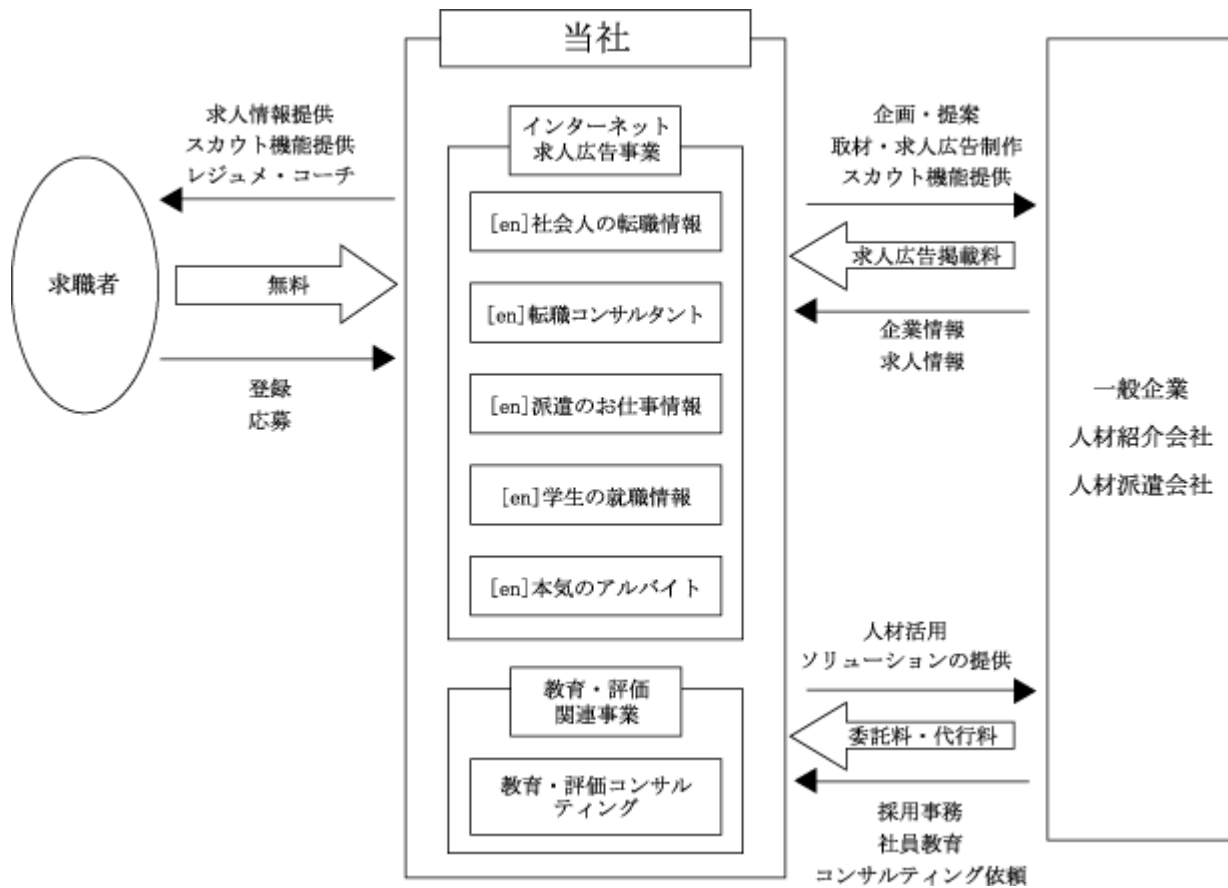 当社
求人情報提供
スカウト機能提供
レジュメ・コーチ
無料
求職者
登録
応募
インターネット
求人広告事業
[en]社会人の転職情報
[en]転職コンサルタント
[en]派遣のお仕事情報
[en]学生の就職情報
[en]本気のアルバイト
教育・評価
関連事業
教育・評価コンサル
ティング
企画・提案
取材・求人広告制作
スカウト機能提供
求人広告掲載料
企業情報
求人情報
人材活用
ソリューションの提供
委託料・代行料
採用事務
社員教育
コンサルティング依頼
一般企業
人材紹介会社
人材派遣会社